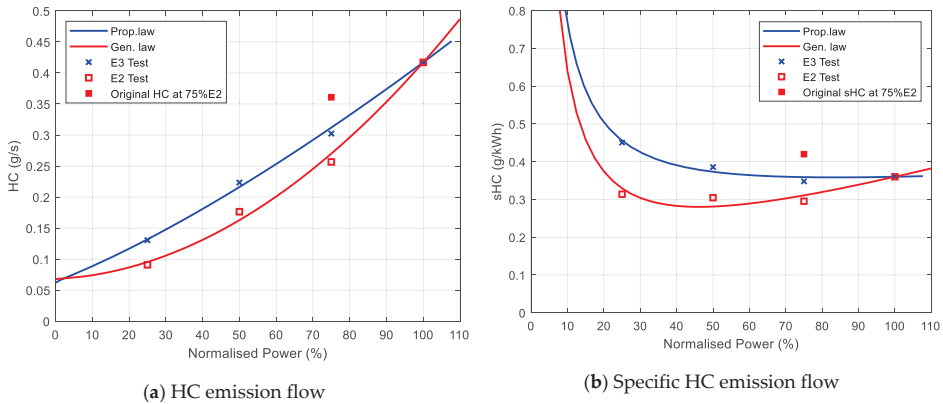 0.5
0.45
0.4
0.35
0.3
0.25
0.2
0.15
0.1
0.05
0
HC (g/s)
Prop.law
Gen. law
E3 Test
E2 Test
Original HC at 75%E2
0 10 20 30 40 50 60 70 80 90 100 110
Normalised Power (%)
(a) HC emission flow
0.8
0.7
0.6
0.5
0.4
0.3
0.2
0.1
0
sHC (g/kWh)
Prop.law
Gen. law
E3 Test
E2 Test
Original sHC at 75%E2
0 10 20 30 40 50 60 70 80 90 100 110
Normalised Power (%)
(b) Specific HC emission flow